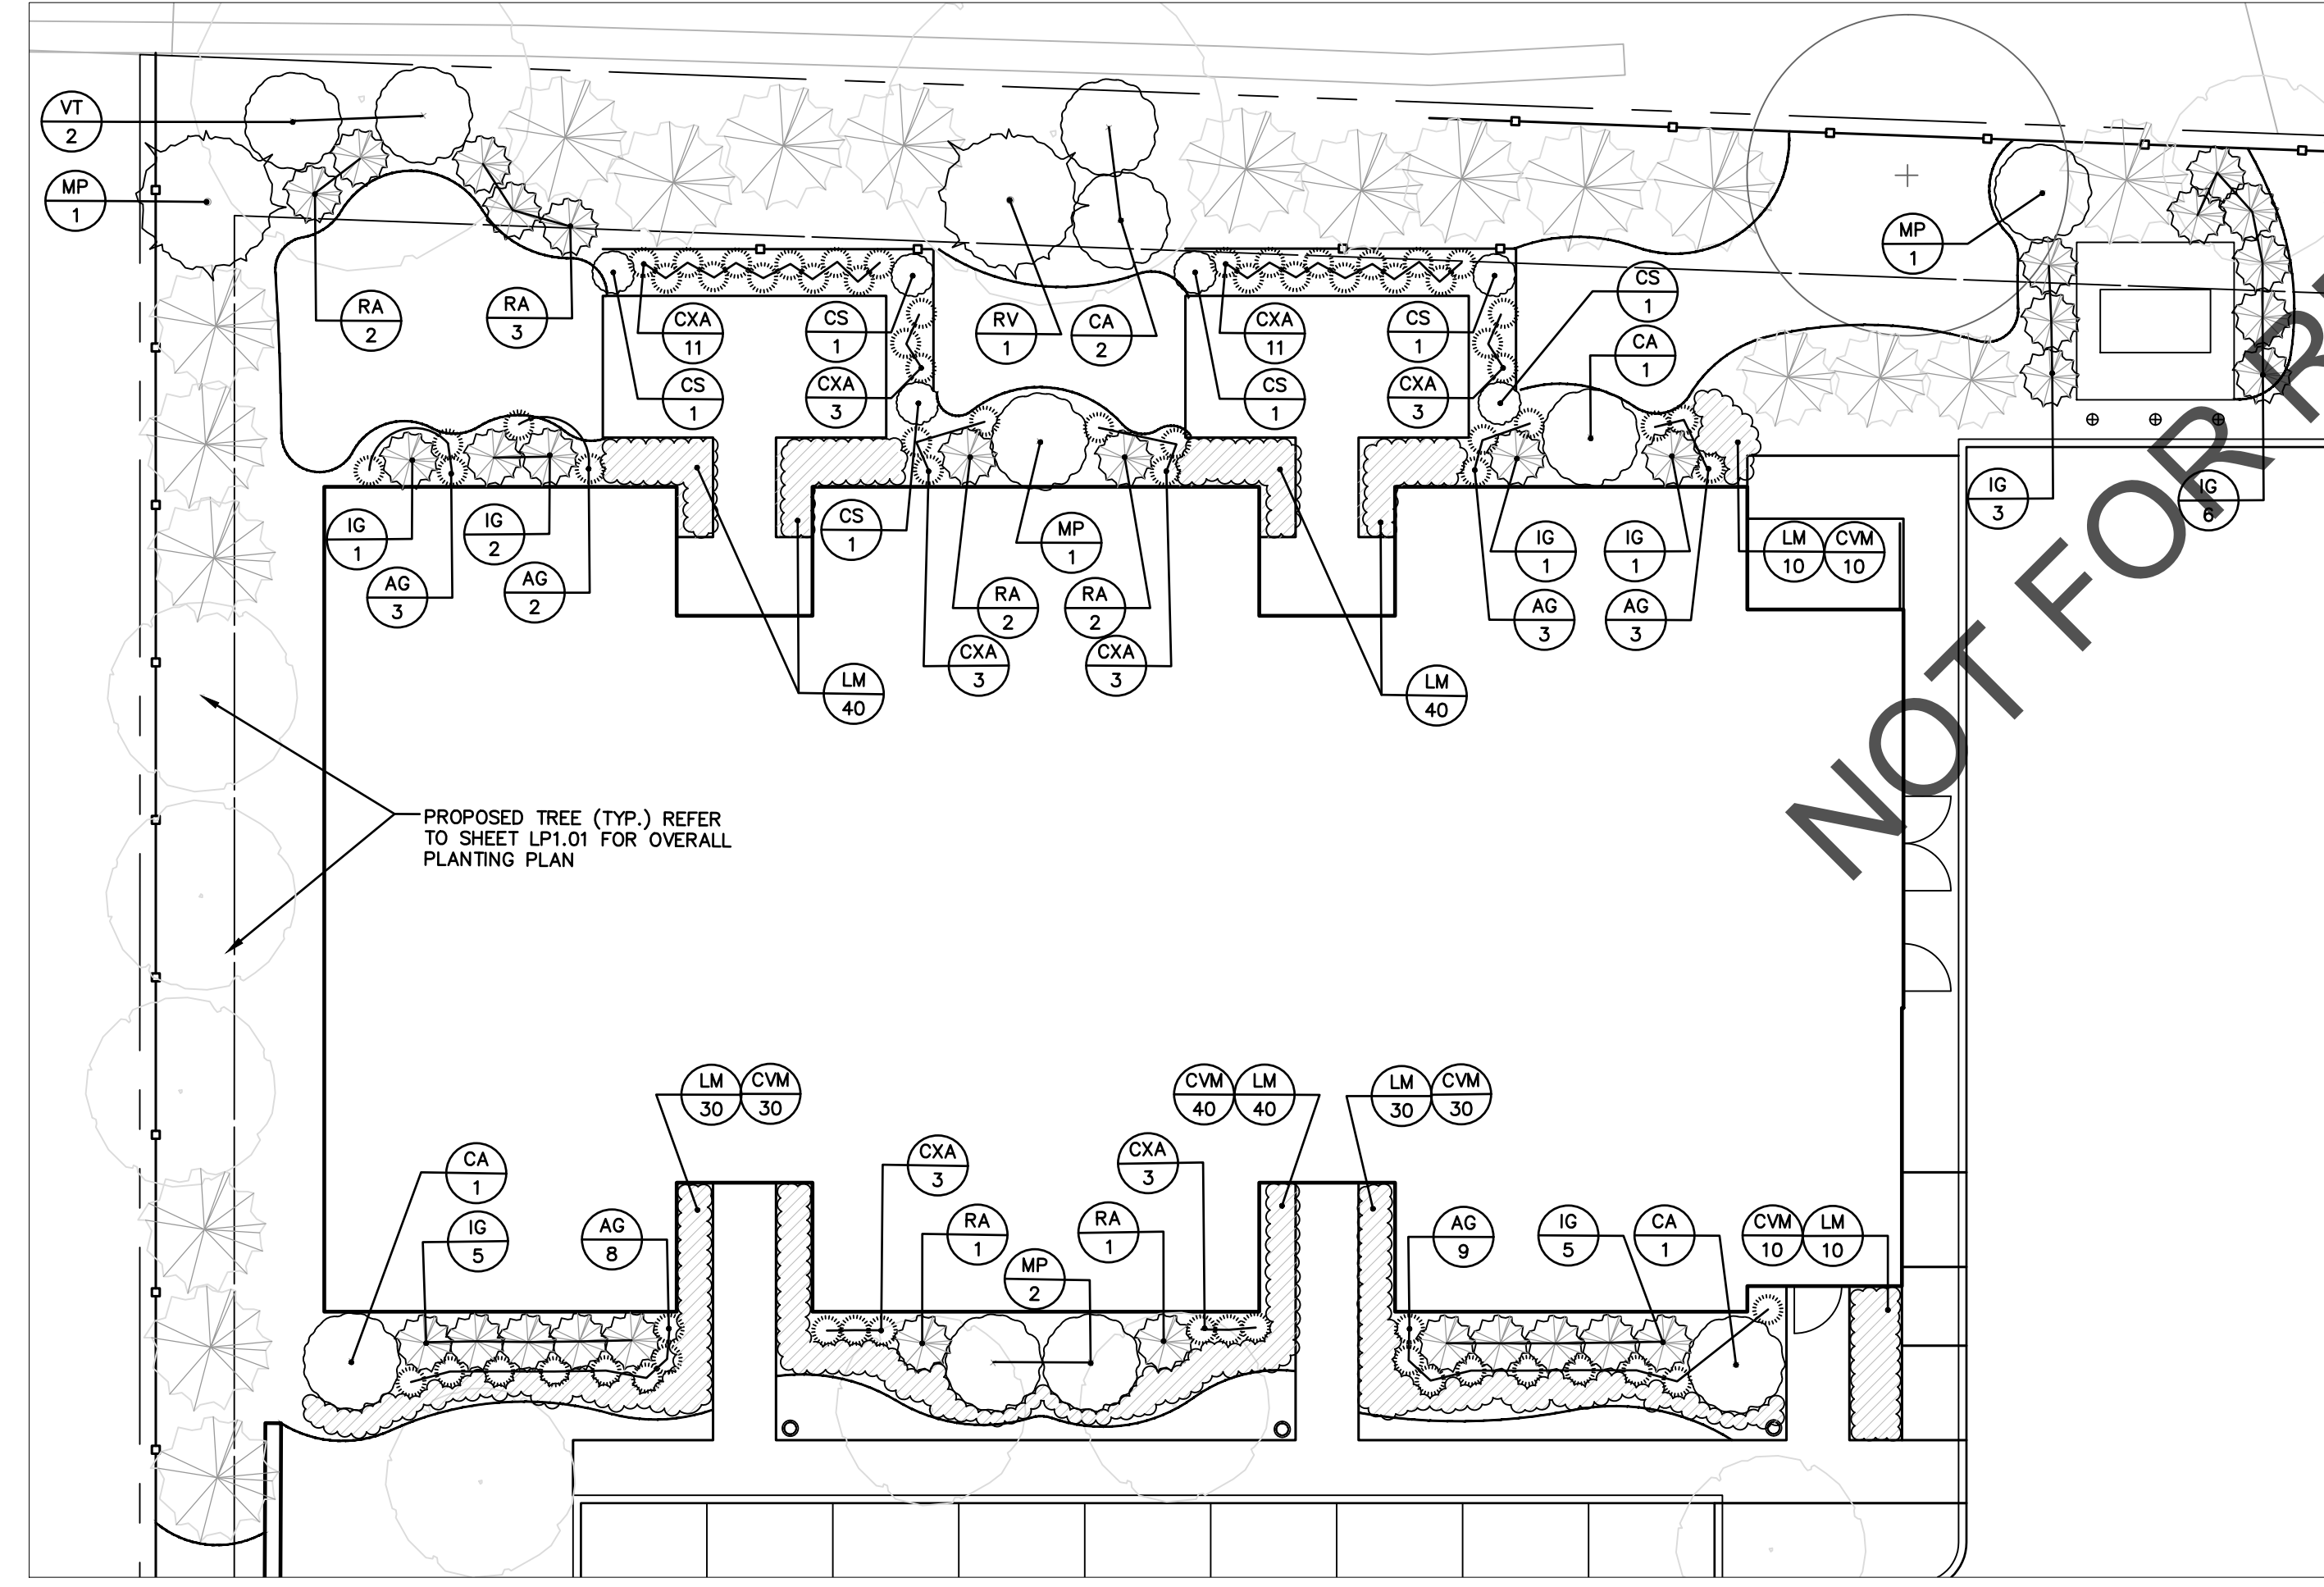 VT
2
MP
1
RA
2
RA
3
CXA
11
CS
1
CS
1
CXA
3
RV
1
CA
2
CXA
11
CS
1
CS
1
CXA
3
CS
1
CA
1
MP
1
IG
3
IG
6
IG
1
AG
3
IG
2
AG
2
CS
1
MP
1
RA
2
RA
2
CXA
3
CXA
3
LM
40
LM
40
IG
1
IG
1
AG
3
AG
3
LM
10
CVM
10
PROPOSED TREE (TYP.) REFER
TO SHEET LP1.01 FOR OVERALL
PLANTING PLAN
LM
30
CVM
30
CVM
40
LM
40
LM
30
CVM
30
CA
1
IG
5
AG
8
CXA
3
RA
1
MP
2
RA
1
CXA
3
AG
9
IG
5
CA
1
CVM
10
LM
10
NOT FOR